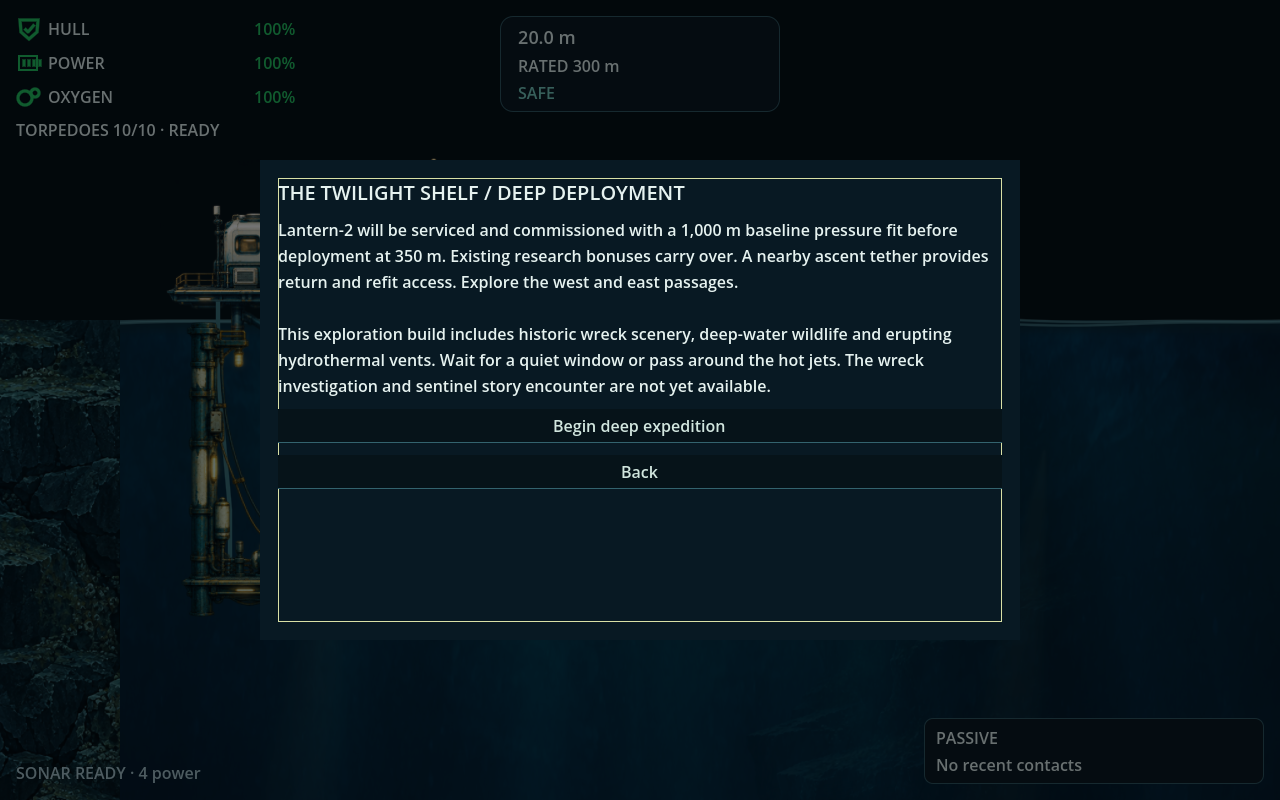 HULL 100%
POWER 100%
OXYGEN 100%
TORPEDOES 10/10 · READY
20.0 m
RATED 300 m
SAFE
THE TWILIGHT SHELF / DEEP DEPLOYMENT
Lantern-2 will be serviced and commissioned with a 1,000 m baseline pressure fit before
deployment at 350 m. Existing research bonuses carry over. A nearby ascent tether provides
return and refit access. Explore the west and east passages.
This exploration build includes historic wreck scenery, deep-water wildlife and erupting
hydrothermal vents. Wait for a quiet window or pass around the hot jets. The wreck
investigation and sentinel story encounter are not yet available.
Begin deep expedition
Back
PASSIVE
No recent contacts
SONAR READY · 4 power